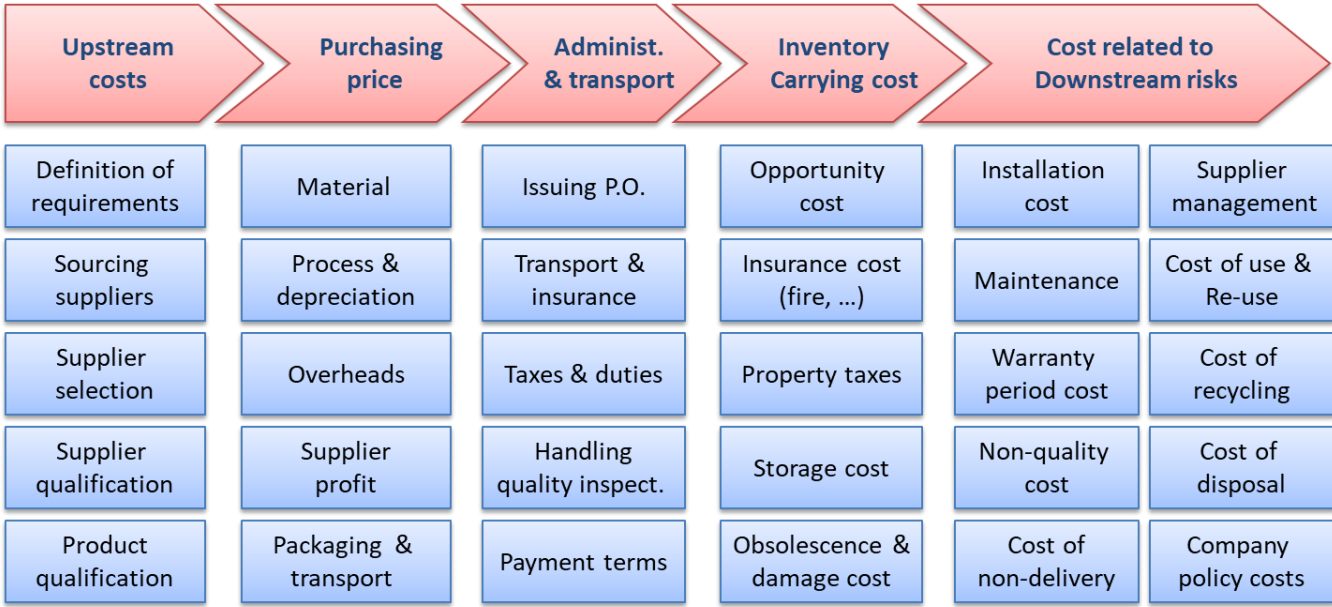 Upstream
costs
Purchasing
price
Administ.
& transport
Inventory
Carrying cost
Cost related to
Downstream risks
Definition of
requirements
Sourcing
suppliers
Supplier
selection
Supplier
qualification
Product
qualification
Material
Process &
depreciation
Overheads
Supplier
profit
Packaging &
transport
Issuing P.O.
Transport &
insurance
Taxes & duties
Handling
quality inspect.
Payment terms
Opportunity
cost
Insurance cost
(fire, ...)
Property taxes
Storage cost
Obsolescence &
damage cost
Installation
cost
Maintenance
Warranty
period cost
Non-quality
cost
Cost of
non-delivery
Supplier
management
Cost of use &
Re-use
Cost of
recycling
Cost of
disposal
Company
policy costs